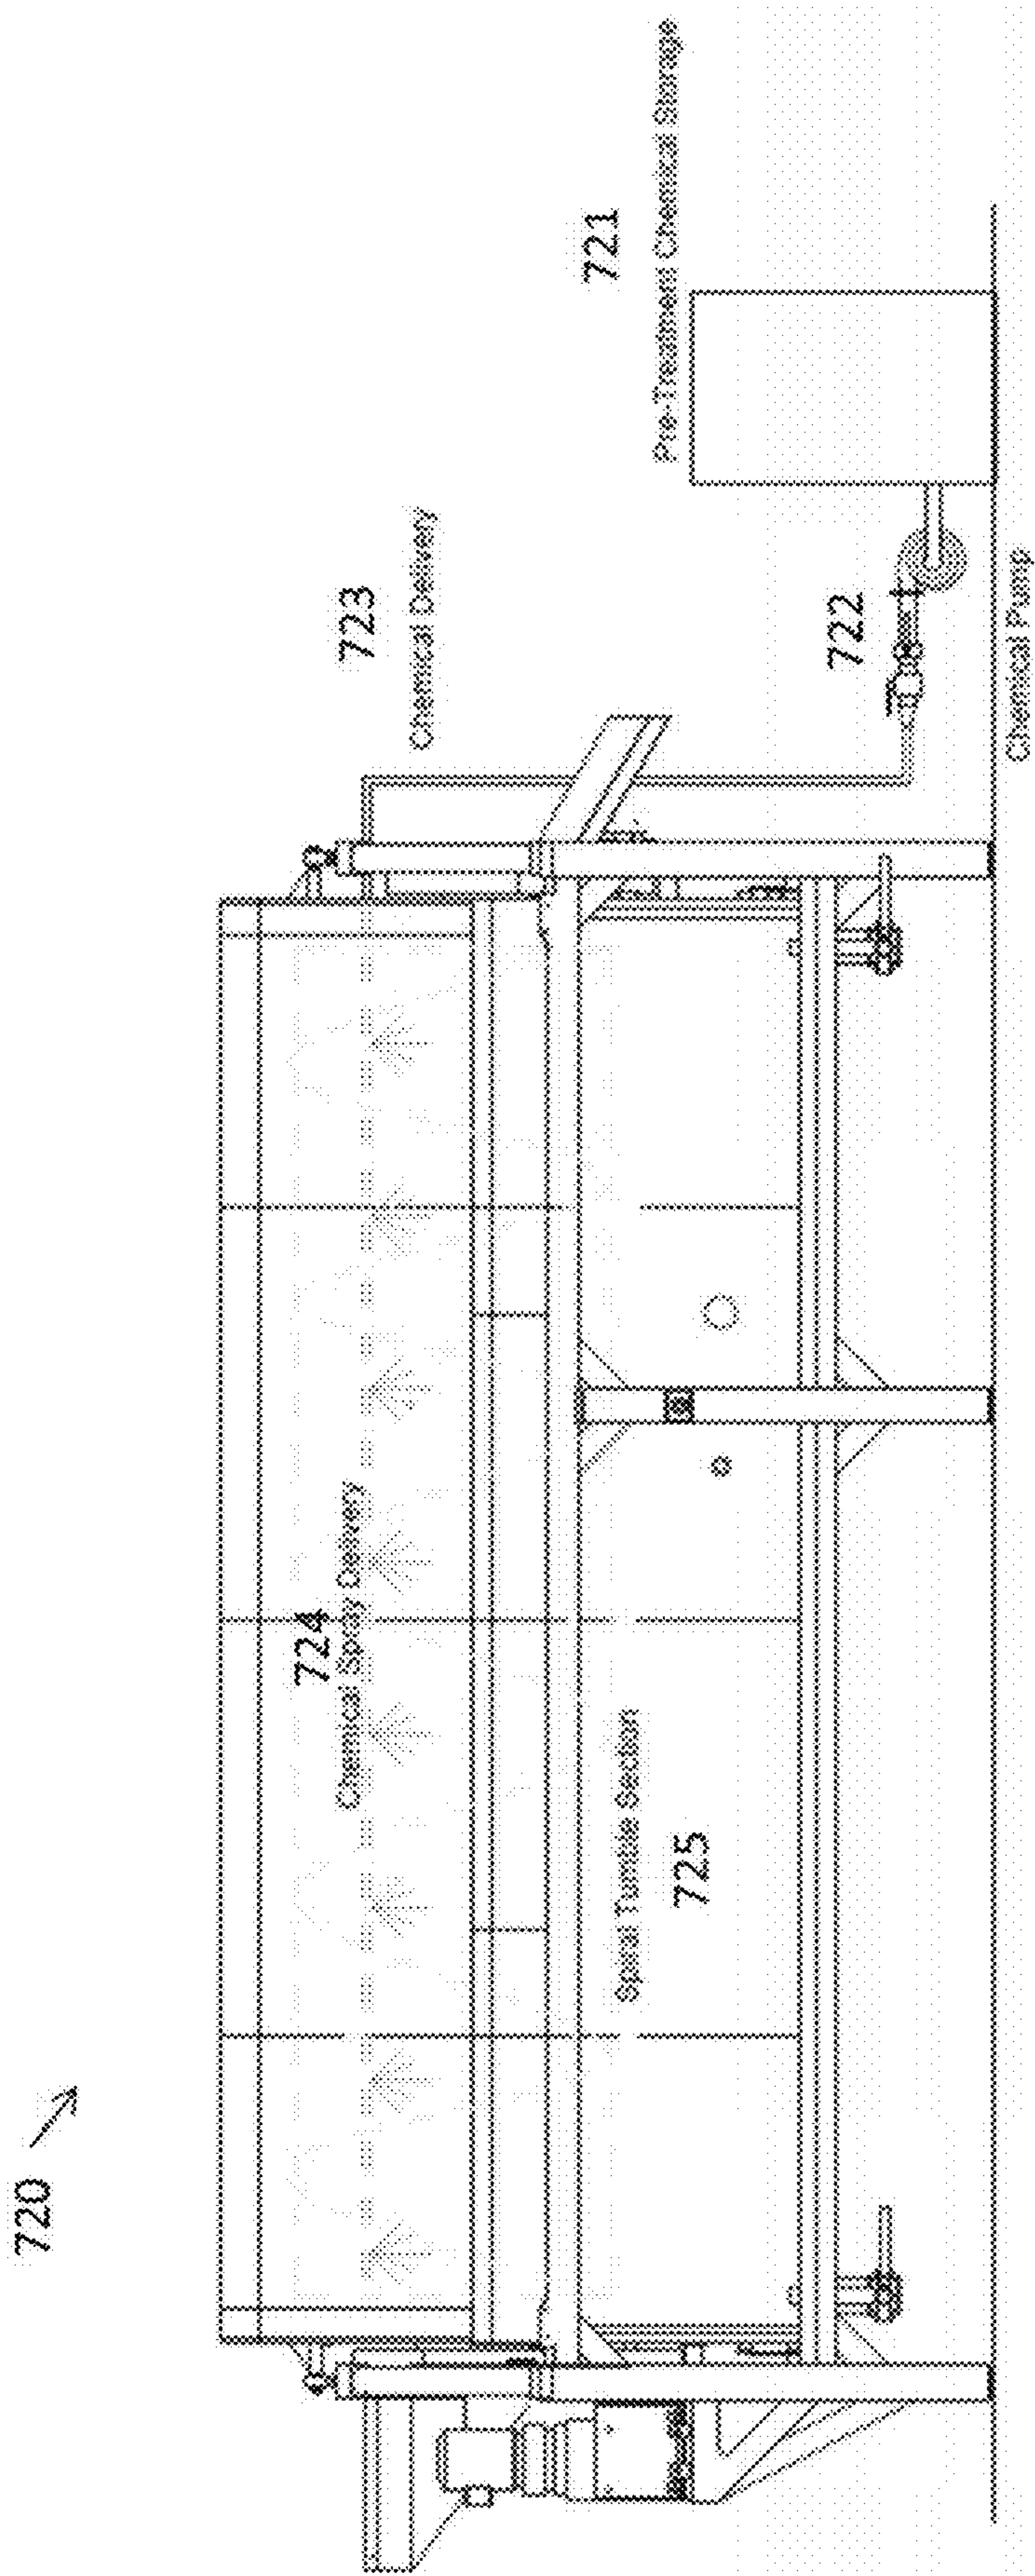 720
Chemical Spray Delivery
724
Spiral Tumble Section
725
723
Chemical Delivery
722
Chemical Pump
721
Pre-Treatment Chemical Storage